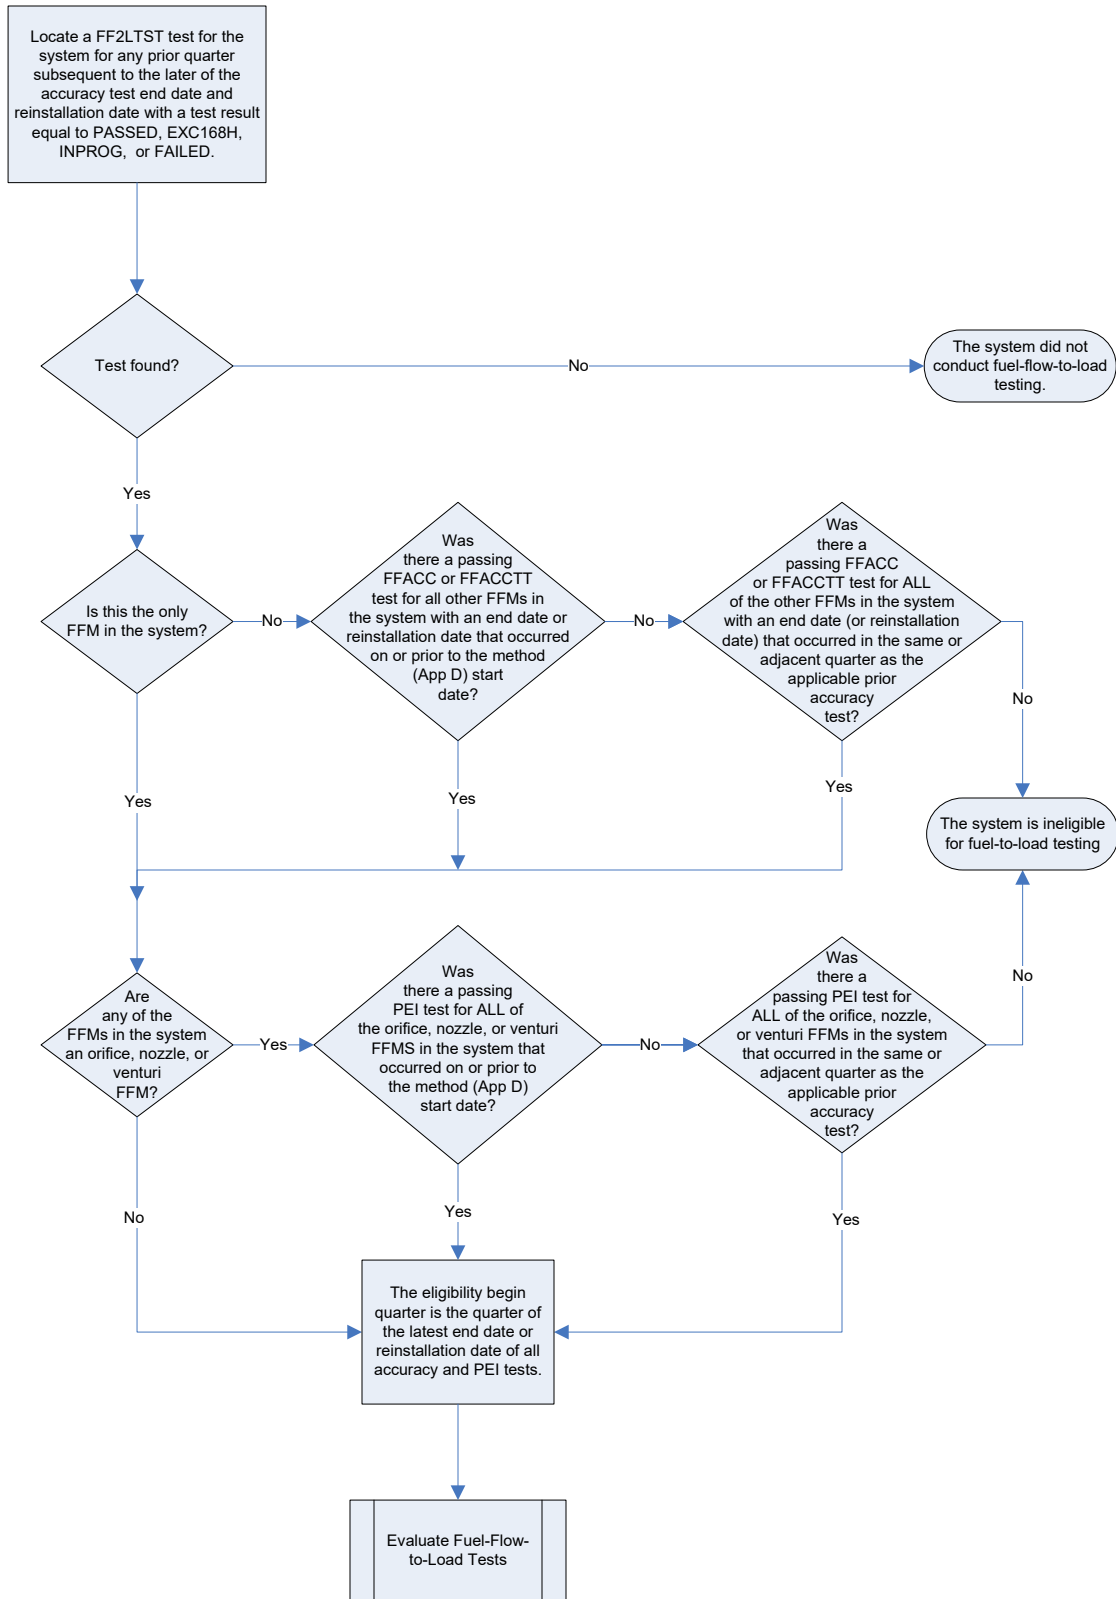 Locate a FF2LTST test for the
system for any prior quarter
subsequent to the later of the
accuracy test end date and
reinstallation date with a test result
equal to PASSED, EXC168H,
INPROG,  or FAILED.
Test found?
No
The system did not
conduct fuel-flow-to-load
testing.
Yes
Is this the only
FFM in the system?
No
Was
there a passing
FFACC or FFACCTT
test for all other FFMs in
the system with an end date or
reinstallation date that occurred
on or prior to the method
(App D) start
date?
No
Was
there a
passing FFACC
or FFACCTT test for ALL
of the other FFMs in the system
with an end date (or reinstallation
date) that occurred in the same or
adjacent quarter as the
applicable prior
accuracy
test?
No
Yes
Yes
Yes
The system is ineligible
for fuel-to-load testing
Are
any of the
FFMs in the system
an orifice, nozzle, or
venturi
FFM?
Yes
Was
there a passing
PEI test for ALL of
the orifice, nozzle, or venturi
FFMS in the system that
occurred on or prior to
the method (App D)
start date?
No
Was
there a
passing PEI test for
ALL of the orifice, nozzle,
or venturi FFMs in the system
that occurred in the same or
adjacent quarter as the
applicable prior
accuracy
test?
No
No
Yes
Yes
The eligibility begin
quarter is the quarter of
the latest end date or
reinstallation date of all
accuracy and PEI tests.
Evaluate Fuel-Flow-
to-Load Tests